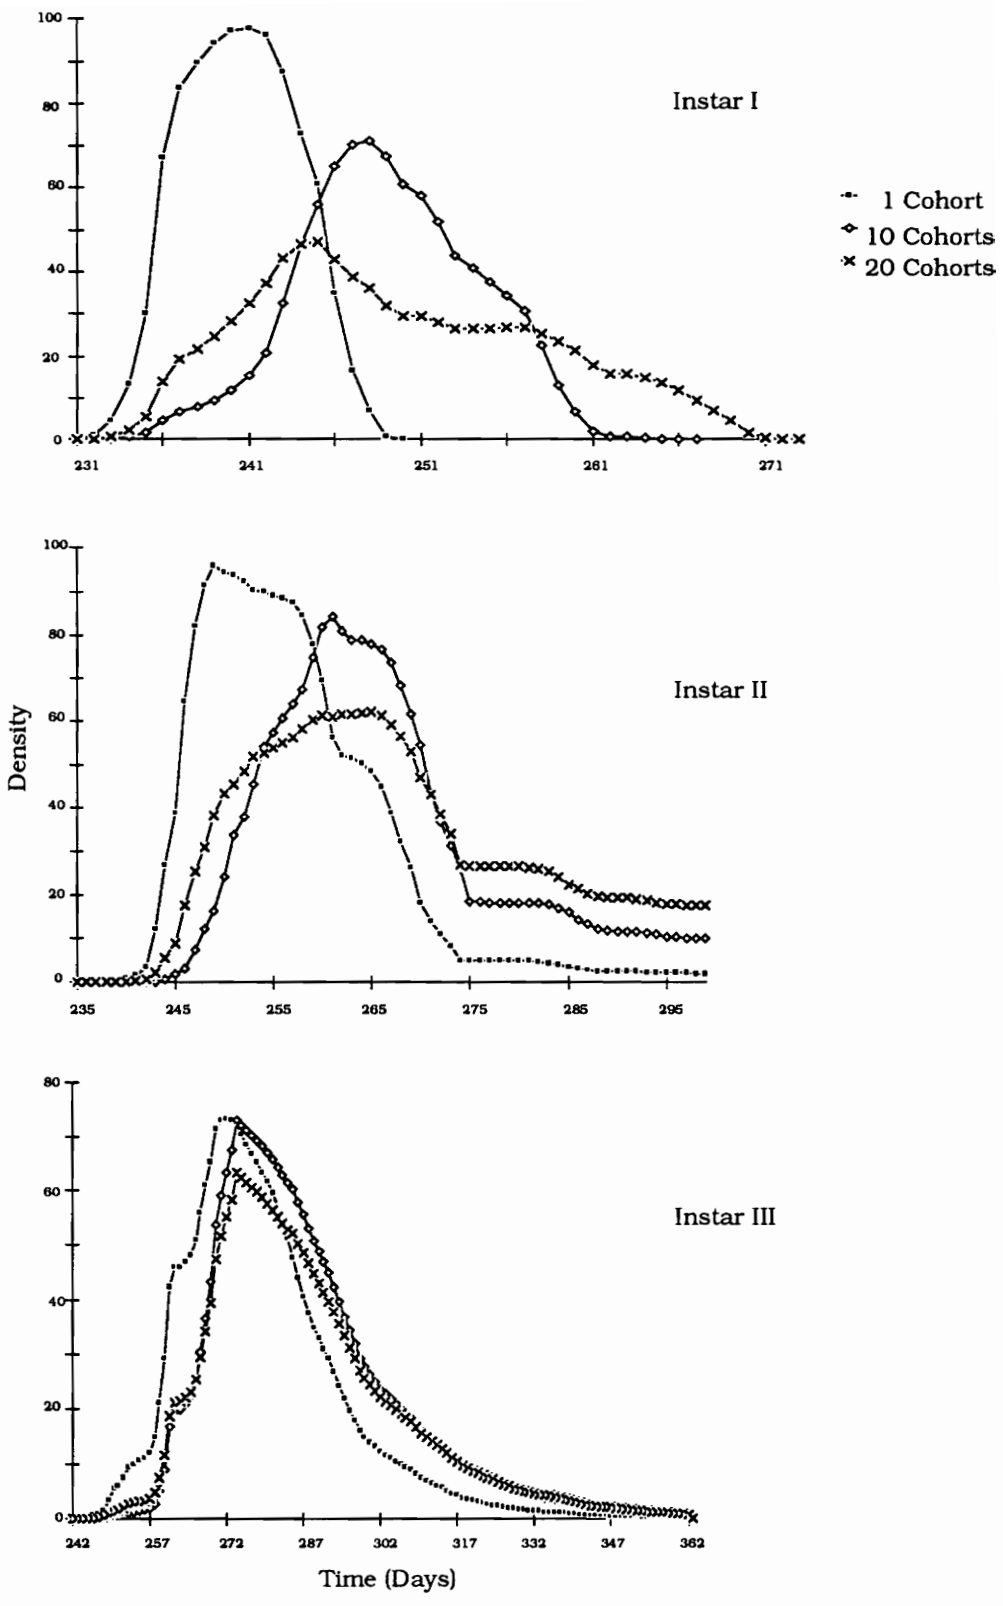 100
80
60
40
20
0
231 241 251 261 271
Instar I
1 Cohort
10 Cohorts
20 Cohorts
100
80
60
40
20
0
235 245 255 265 275 285 295
Instar II
Density
80
60
40
20
0
242 257 272 287 302 317 332 347 362
Instar III
Time (Days)